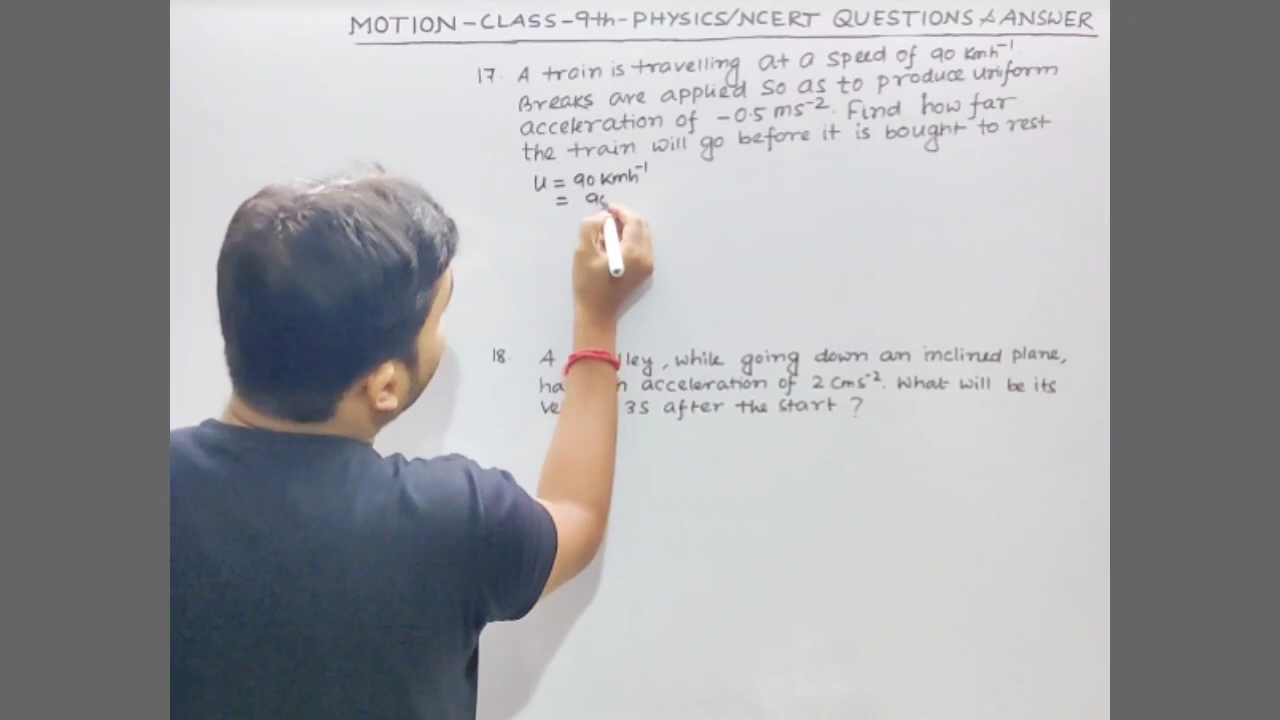 MOTION-CLASS-9th-PHYSICS/NCERT QUESTIONS & ANSWER
17. A train is travelling at a speed of 90 Kmh⁻¹.
Breaks are applied so as to produce uniform
acceleration of -0.5 ms⁻². Find how far
the train will go before it is bought to rest
u = 90 Kmh⁻¹
= 9
18. A lley, while going down an inclined plane,
ha n acceleration of 2 cms⁻². What will be its
ve 3s after the start ?